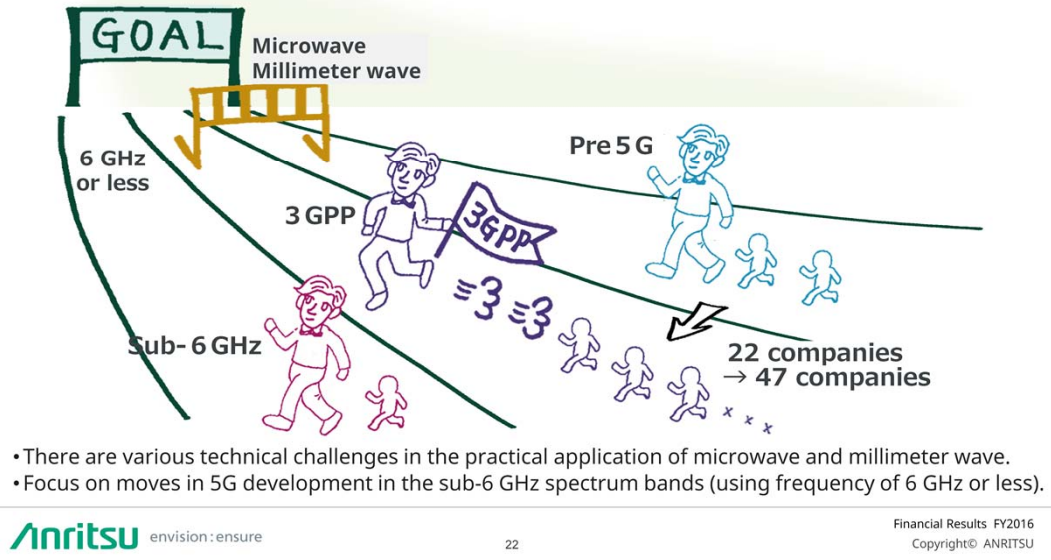 GOAL
Microwave
Millimeter wave
6 GHz
or less
Pre 5 G
3 GPP
3GPP
Sub- 6 GHz
22 companies
→ 47 companies
x x x
•There are various technical challenges in the practical application of microwave and millimeter wave.
•Focus on moves in 5G development in the sub-6 GHz spectrum bands (using frequency of 6 GHz or less).
Anritsu envision : ensure
22
Financial Results FY2016
Copyright© ANRITSU